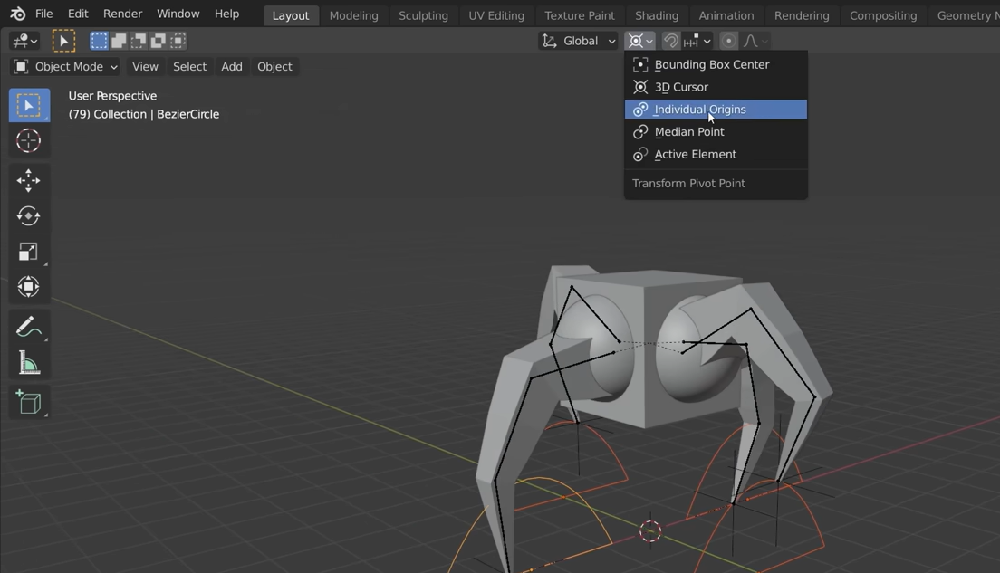 File Edit Render Window Help Layout Modeling Sculpting UV Editing Texture Paint Shading Animation Rendering Compositing Geometry N
Global
Object Mode View Select Add Object
Bounding Box Center
3D Cursor
Individual Origins
Median Point
Active Element
Transform Pivot Point
User Perspective
(79) Collection | BezierCircle